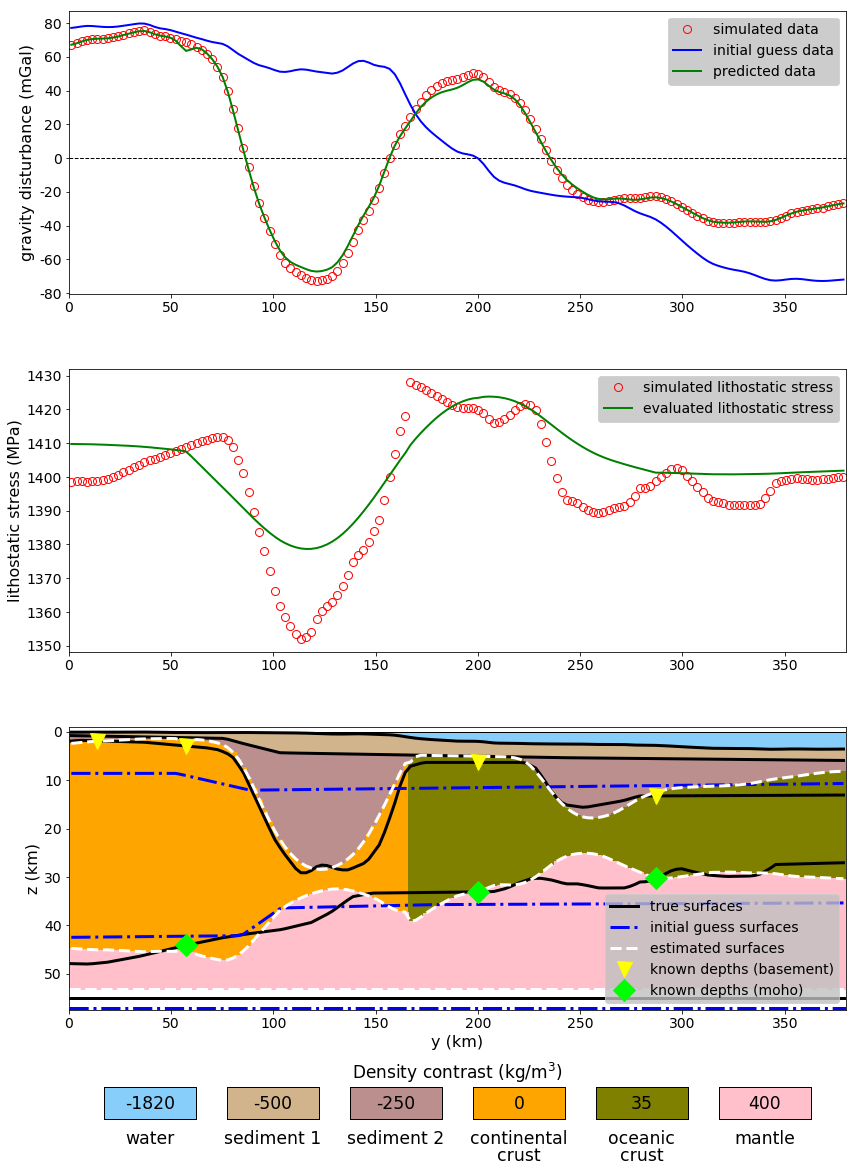 gravity disturbance (mGal)
80
60
40
20
0
-20
-40
-60
-80
simulated data
initial guess data
predicted data
0 50 100 150 200 250 300 350
lithostatic stress (MPa)
1430
1420
1410
1400
1390
1380
1370
1360
1350
simulated lithostatic stress
evaluated lithostatic stress
0 50 100 150 200 250 300 350
z (km)
0
10
20
30
40
50
true surfaces
initial guess surfaces
estimated surfaces
known depths (basement)
known depths (moho)
0 50 100 150 200 250 300 350
y (km)
Density contrast (kg/m³)
-1820 -500 -250 0 35 400
water sediment 1 sediment 2 continental oceanic mantle
crust crust